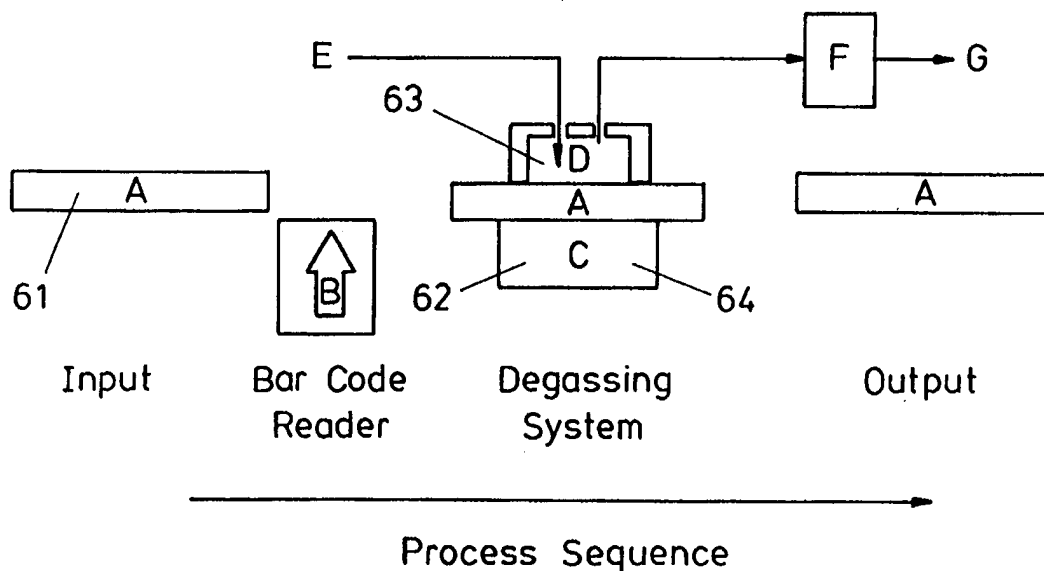 E
F
G
63
D
A
A
A
B
C
61
62
64
Input
Bar Code
Reader
Degassing
System
Output
Process Sequence